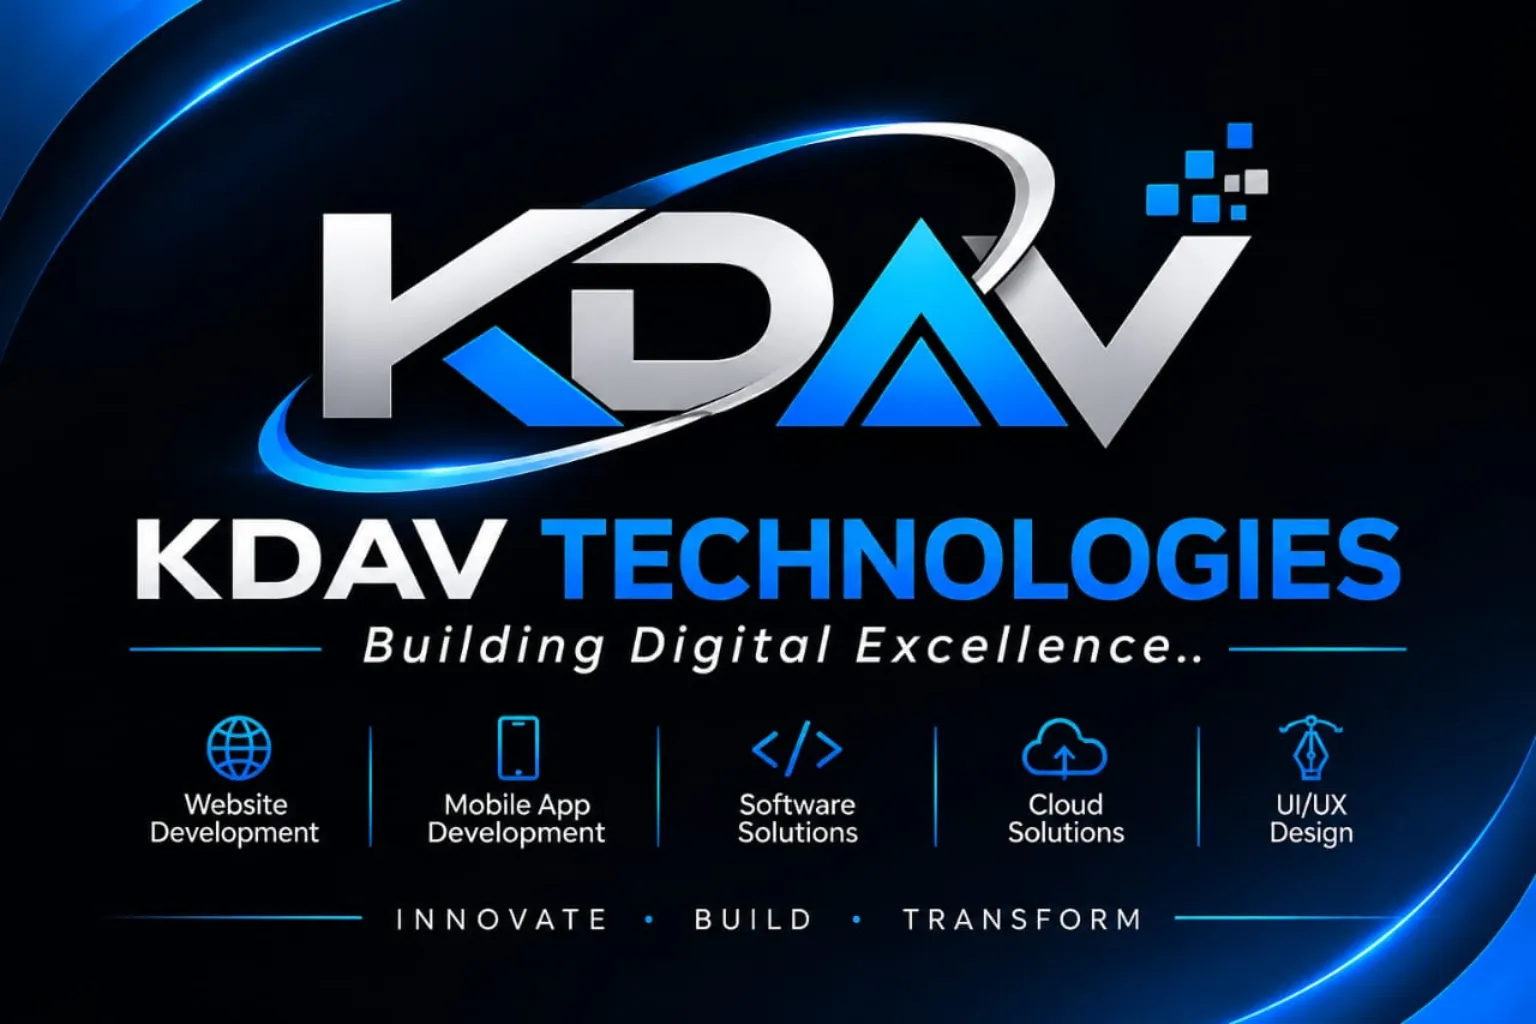 KDAV
KDAV TECHNOLOGIES
Building Digital Excellence..
Website
Development
Mobile App
Development
Software
Solutions
Cloud
Solutions
UI/UX
Design
INNOVATE • BUILD • TRANSFORM